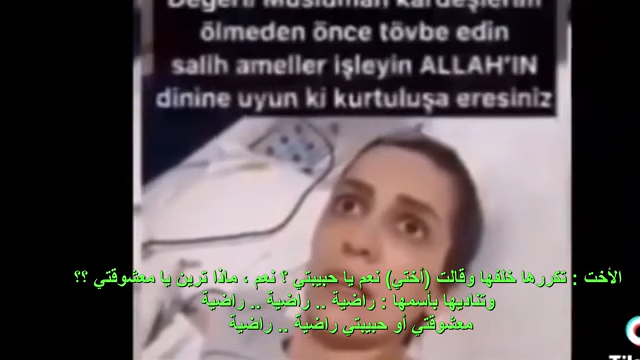 Değerli Müslüman kardeşlerim
ölmeden önce tövbe edin
salih ameller işleyin ALLAH'IN
dinine uyun ki kurtuluşa eresiniz
الأخت : تكررها خلفها وقالت (أختي) نعم يا حبيبتي ؟ نعم ، ماذا ترين يا معشوقتي ؟؟
وتناديها بأسمها : راضية .. راضية .. راضية
معشوقتي أو حبيبتي راضية .. راضية